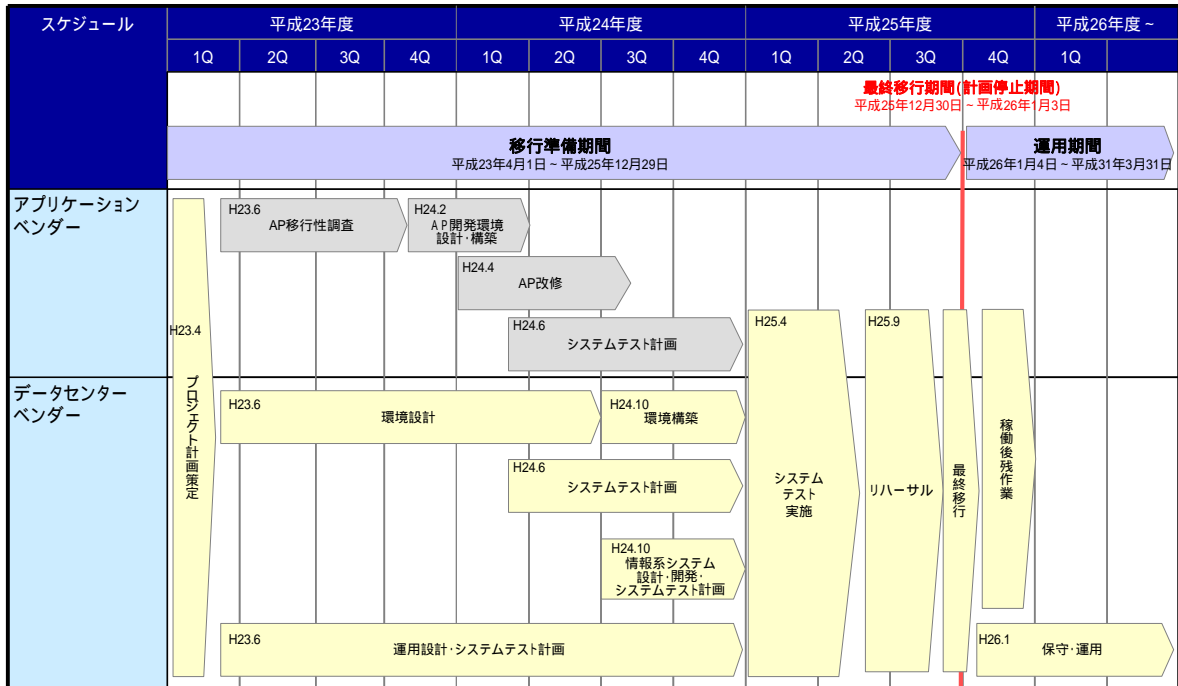 スケジュール
平成23年度
平成24年度
平成25年度
平成26年度 ~
1Q
2Q
3Q
4Q
1Q
2Q
3Q
4Q
1Q
2Q
3Q
4Q
1Q
最終移行期間(計画停止期間)
平成25年12月30日 ~ 平成26年1月3日
移行準備期間
平成23年4月1日 ~ 平成25年12月29日
運用期間
平成26年1月4日 ~ 平成31年3月31日
アプリケーション
ベンダー
H23.6
AP移行性調査
H24.2
AP開発環境
設計・構築
H24.4
AP改修
H24.6
システムテスト計画
H23.4
プロジェクト計画策定
H25.4
システム
テスト
実施
H25.9
リハーサル
最終移行
稼働後残作業
データセンター
ベンダー
H23.6
環境設計
H24.10
環境構築
H24.6
システムテスト計画
H24.10
情報系システム
設計・開発・
システムテスト計画
H23.6
運用設計・システムテスト計画
H26.1
保守・運用